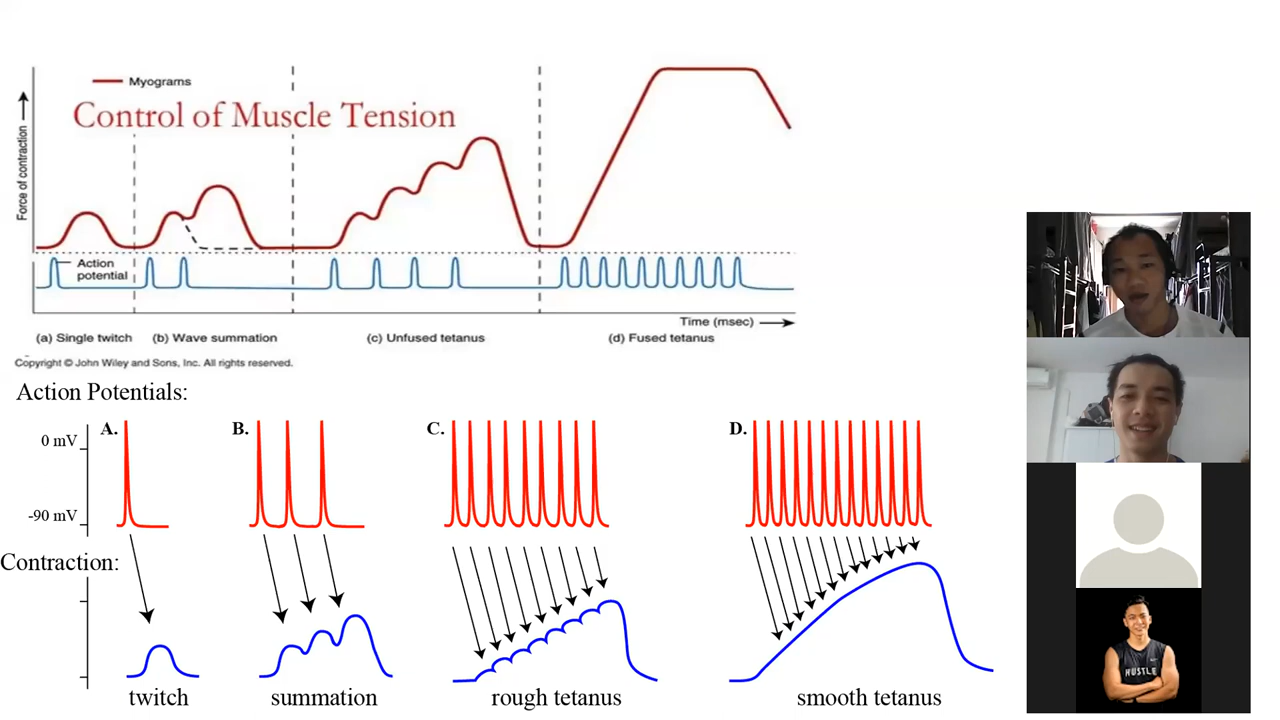 Myograms
Control of Muscle Tension
Force of contraction
Action
potential
Time (msec)
(a) Single twitch
(b) Wave summation
(c) Unfused tetanus
(d) Fused tetanus
Copyright © John Wiley and Sons, Inc. All rights reserved.
Action Potentials:
A.
B.
C.
D.
0 mV
-90 mV
Contraction:
twitch
summation
rough tetanus
smooth tetanus
HUSTLE